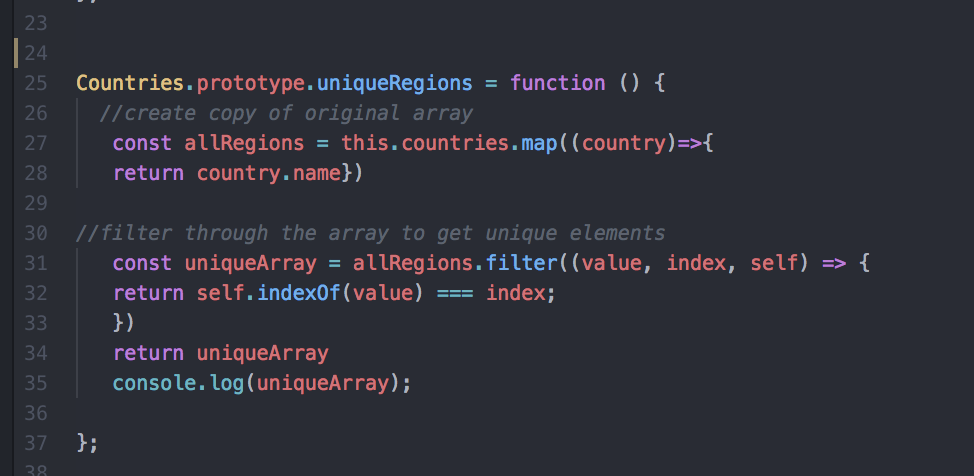 23
24
25 Countries.prototype.uniqueRegions = function () {
26 //create copy of original array
27 const allRegions = this.countries.map((country)=>{
28 return country.name})
29
30 //filter through the array to get unique elements
31 const uniqueArray = allRegions.filter((value, index, self) => {
32 return self.indexOf(value) === index;
33 })
34 return uniqueArray
35 console.log(uniqueArray);
36
37 };
38